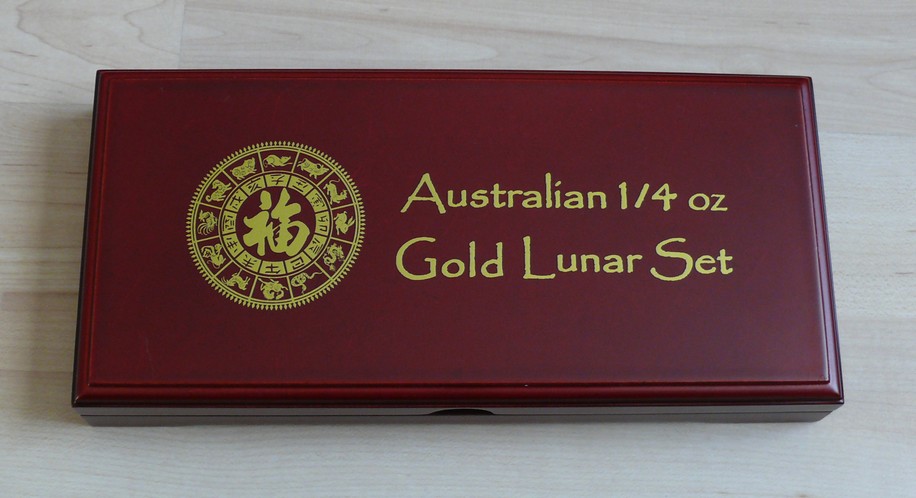 福
Australian 1/4 oz
Gold Lunar Set